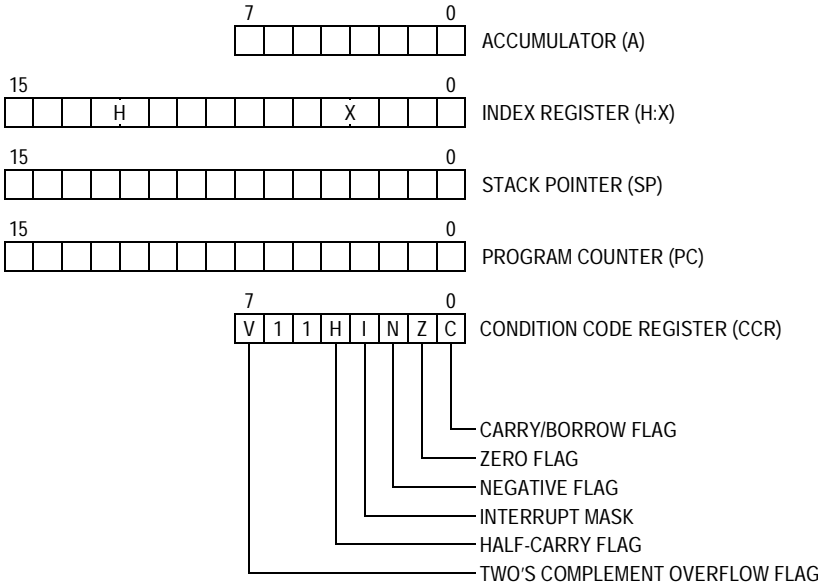 7 0
ACCUMULATOR (A)
15 0
H X INDEX REGISTER (H:X)
15 0
STACK POINTER (SP)
15 0
PROGRAM COUNTER (PC)
7 0
V 1 1 H I N Z C CONDITION CODE REGISTER (CCR)
CARRY/BORROW FLAG
ZERO FLAG
NEGATIVE FLAG
INTERRUPT MASK
HALF-CARRY FLAG
TWO'S COMPLEMENT OVERFLOW FLAG